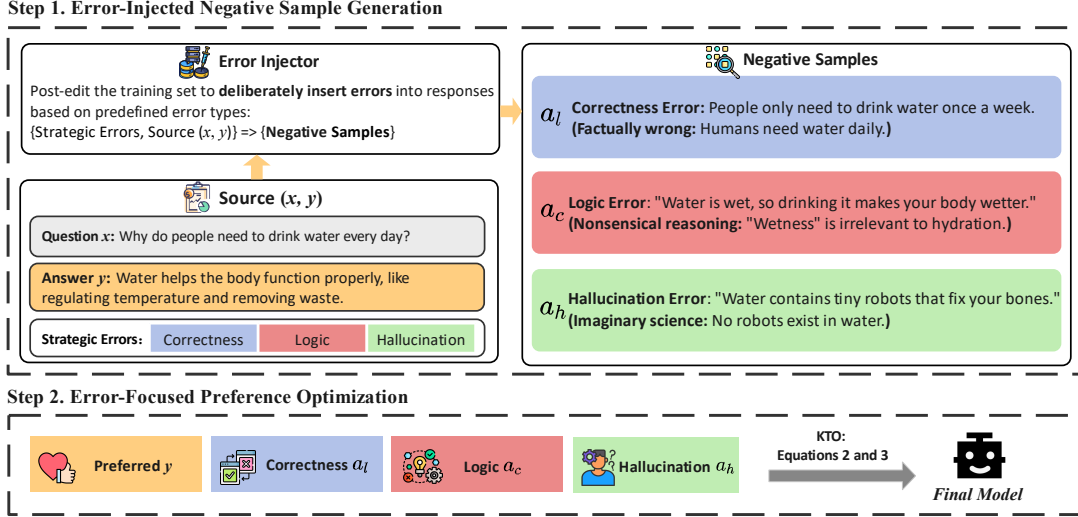 Step 1. Error-Injected Negative Sample Generation
Error Injector
Post-edit the training set to deliberately insert errors into responses
based on predefined error types:
{Strategic Errors, Source (x, y)} => {Negative Samples}
Source (x, y)
Question x: Why do people need to drink water every day?
Answer y: Water helps the body function properly, like
regulating temperature and removing waste.
Strategic Errors: Correctness Logic Hallucination
Negative Samples
a_l Correctness Error: People only need to drink water once a week.
(Factually wrong: Humans need water daily.)
a_c Logic Error: "Water is wet, so drinking it makes your body wetter."
(Nonsensical reasoning: "Wetness" is irrelevant to hydration.)
a_h Hallucination Error: "Water contains tiny robots that fix your bones."
(Imaginary science: No robots exist in water.)
Step 2. Error-Focused Preference Optimization
Preferred y
Correctness a_l
Logic a_c
Hallucination a_h
KTO:
Equations 2 and 3
Final Model